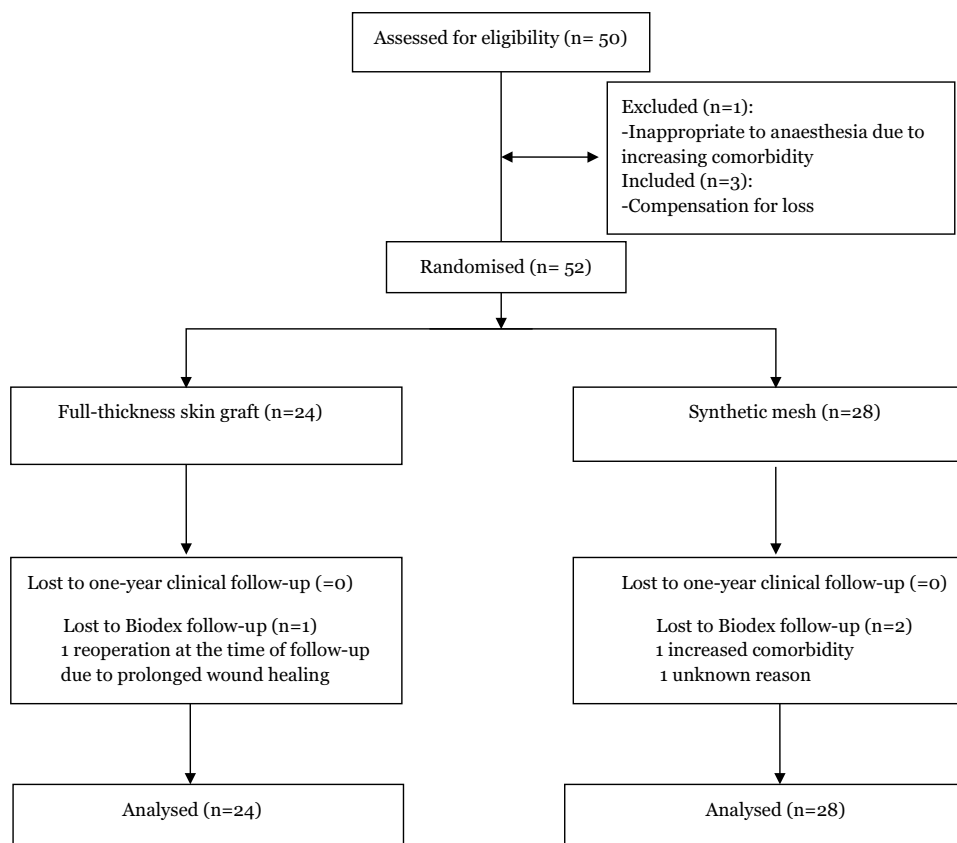 Assessed for eligibility (n= 50)
Excluded (n=1):
-Inappropriate to anaesthesia due to
increasing comorbidity
Included (n=3):
-Compensation for loss
Randomised (n= 52)
Full-thickness skin graft (n=24)
Synthetic mesh (n=28)
Lost to one-year clinical follow-up (=0)
Lost to Biodex follow-up (n=1)
1 reoperation at the time of follow-up
due to prolonged wound healing
Lost to one-year clinical follow-up (=0)
Lost to Biodex follow-up (n=2)
1 increased comorbidity
1 unknown reason
Analysed (n=24)
Analysed (n=28)